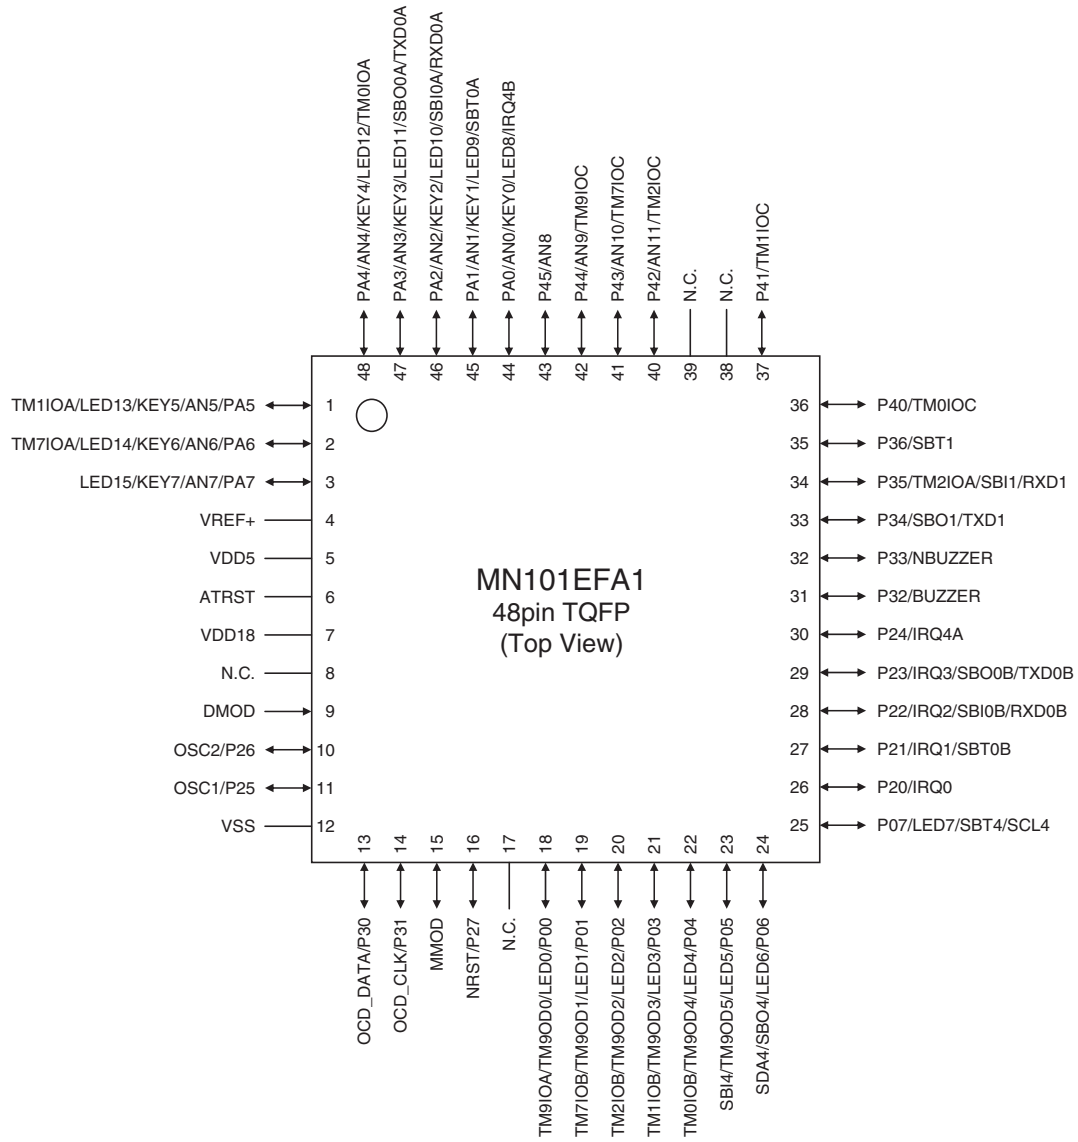 PA4/AN4/KEY4/LED12/TM0IOA
PA3/AN3/KEY3/LED11/SBO0A/TXD0A
PA2/AN2/KEY2/LED10/SBI0A/RXD0A
PA1/AN1/KEY1/LED9/SBT0A
PA0/AN0/KEY0/LED8/IRQ4B
P45/AN8
P44/AN9/TM9IOC
P43/AN10/TM7IOC
P42/AN11/TM2IOC
N.C.
N.C.
P41/TM1IOC
48
47
46
45
44
43
42
41
40
39
38
37
TM1IOA/LED13/KEY5/AN5/PA5 1
TM7IOA/LED14/KEY6/AN6/PA6 2
LED15/KEY7/AN7/PA7 3
VREF+ 4
VDD5 5
ATRST 6
VDD18 7
N.C. 8
DMOD 9
OSC2/P26 10
OSC1/P25 11
VSS 12
MN101EFA1
48pin TQFP
(Top View)
36 P40/TM0IOC
35 P36/SBT1
34 P35/TM2IOA/SBI1/RXD1
33 P34/SBO1/TXD1
32 P33/NBUZZER
31 P32/BUZZER
30 P24/IRQ4A
29 P23/IRQ3/SBO0B/TXD0B
28 P22/IRQ2/SBI0B/RXD0B
27 P21/IRQ1/SBT0B
26 P20/IRQ0
25 P07/LED7/SBT4/SCL4
13
14
15
16
17
18
19
20
21
22
23
24
OCD_DATA/P30
OCD_CLK/P31
MMOD
NRST/P27
N.C.
TM9IOA/TM9OD0/LED0/P00
TM7IOB/TM9OD1/LED1/P01
TM2IOB/TM9OD2/LED2/P02
TM1IOB/TM9OD3/LED3/P03
TM0IOB/TM9OD4/LED4/P04
SBI4/TM9OD5/LED5/P05
SDA4/SBO4/LED6/P06